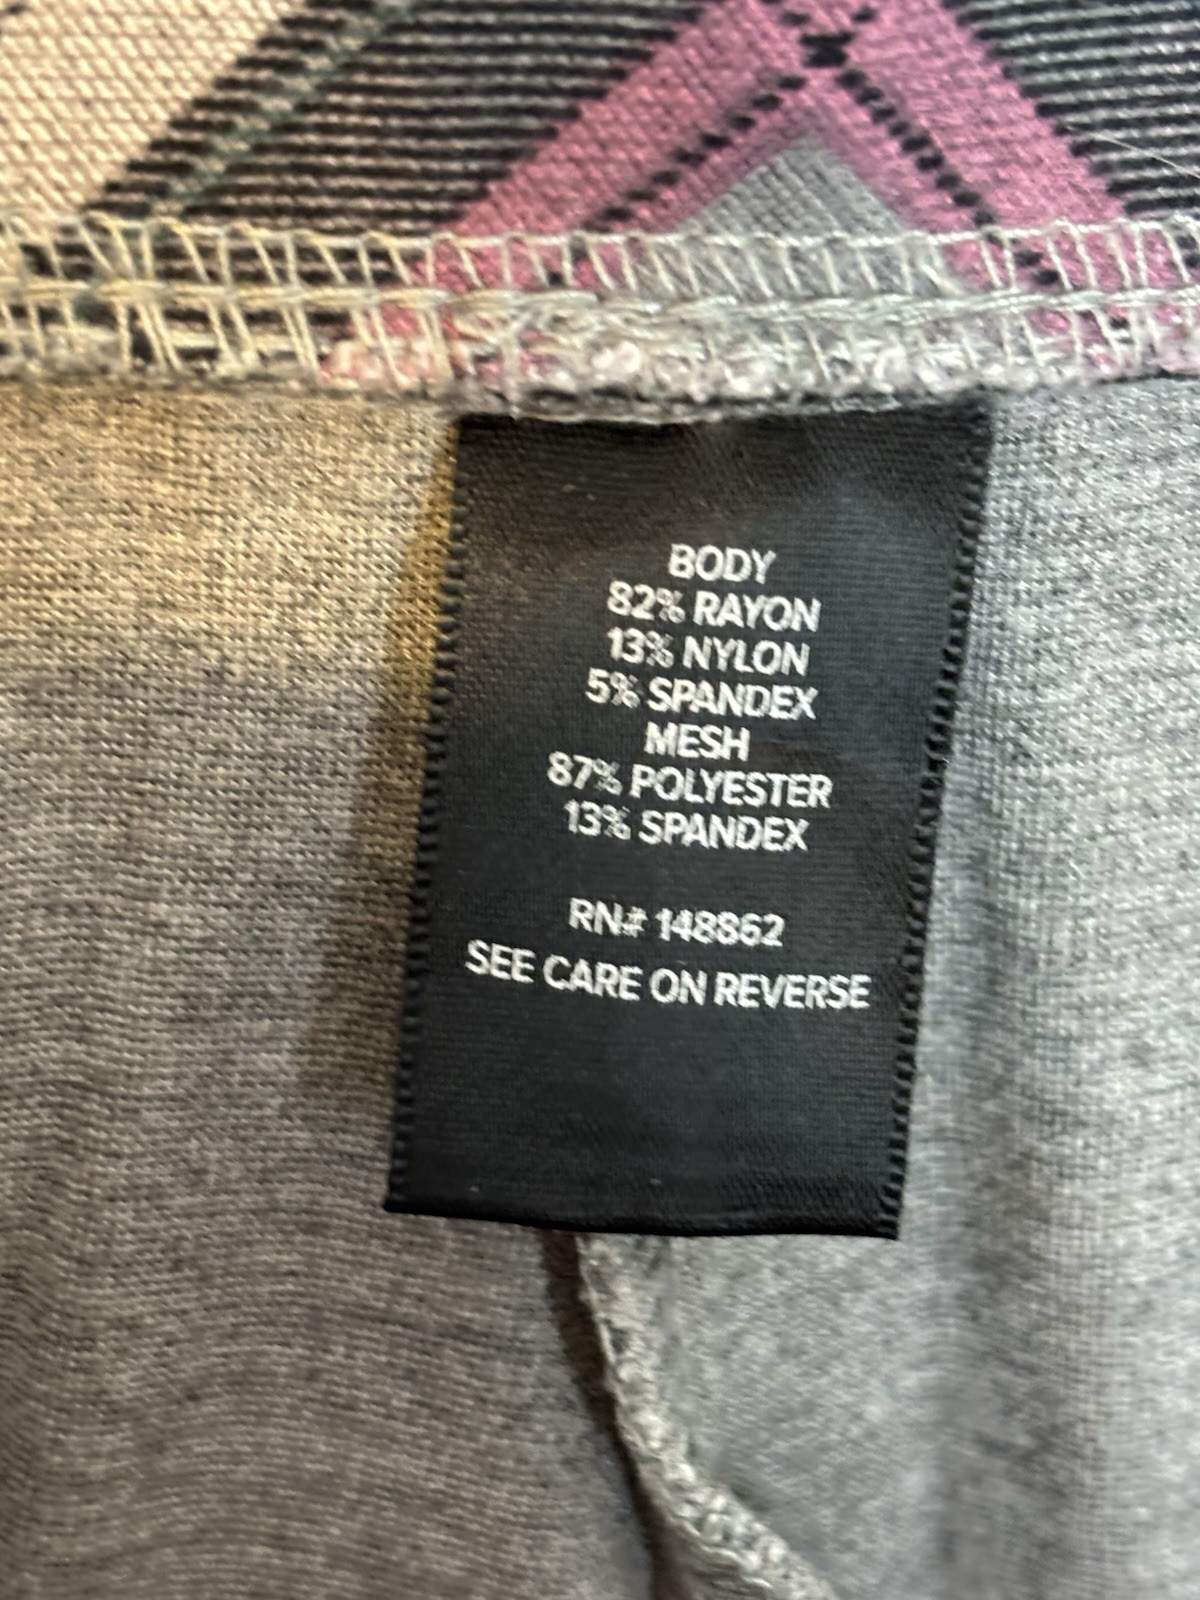 BODY
82% RAYON
13% NYLON
5% SPANDEX
MESH
87% POLYESTER
13% SPANDEX
RN# 148862
SEE CARE ON REVERSE